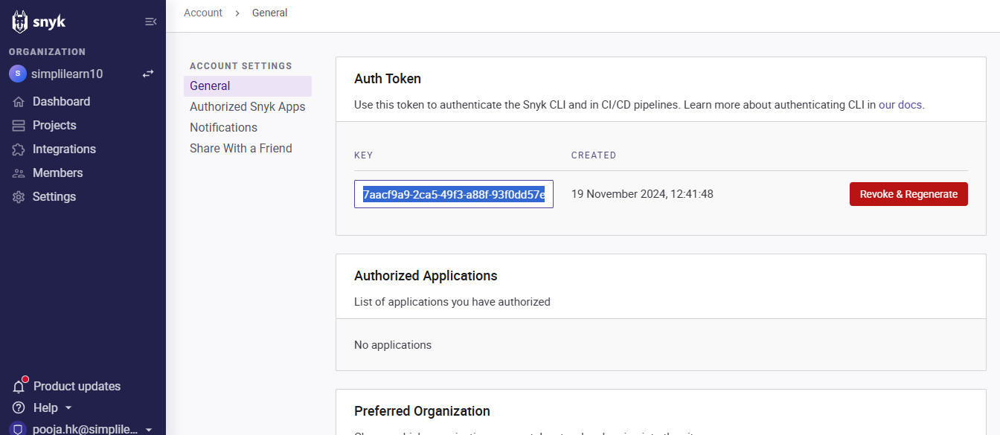 snyk
ORGANIZATION
S simplilearn10
Dashboard
Projects
Integrations
Members
Settings
Product updates
Help
pooja.hk@simplile...
Account > General
ACCOUNT SETTINGS
General
Authorized Snyk Apps
Notifications
Share With a Friend
Auth Token
Use this token to authenticate the Snyk CLI and in CI/CD pipelines. Learn more about authenticating CLI in our docs.
KEY CREATED
7aacf9a9-2ca5-49f3-a88f-93f0dd57e 19 November 2024, 12:41:48 Revoke & Regenerate
Authorized Applications
List of applications you have authorized
No applications
Preferred Organization